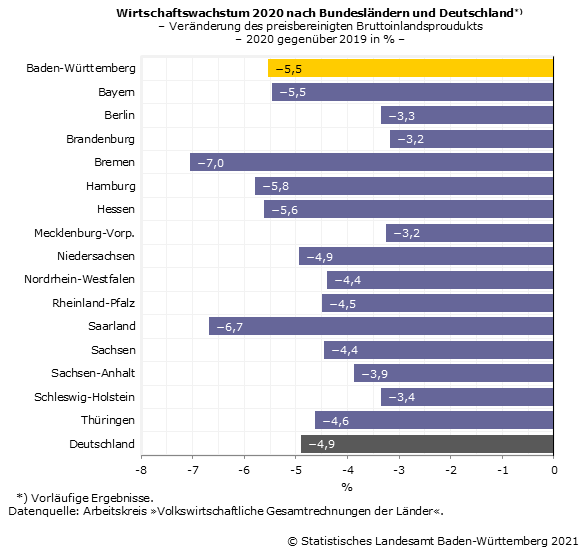 Wirtschaftswachstum 2020 nach Bundesländern und Deutschland*)
– Veränderung des preisbereinigten Bruttoinlandsproudukts
– 2020 gegenüber 2019 in % –
Baden-Württemberg −5,5
Bayern −5,5
Berlin −3,3
Brandenburg −3,2
Bremen −7,0
Hamburg −5,8
Hessen −5,6
Mecklenburg-Vorp. −3,2
Niedersachsen −4,9
Nordrhein-Westfalen −4,4
Rheinland-Pfalz −4,5
Saarland −6,7
Sachsen −4,4
Sachsen-Anhalt −3,9
Schleswig-Holstein −3,4
Thüringen −4,6
Deutschland −4,9
-8 -7 -6 -5 -4 -3 -2 -1 0
%
*) Vorläufige Ergebnisse.
Datenquelle: Arbeitskreis »Volkswirtschaftliche Gesamtrechnungen der Länder«.
© Statistisches Landesamt Baden-Württemberg 2021